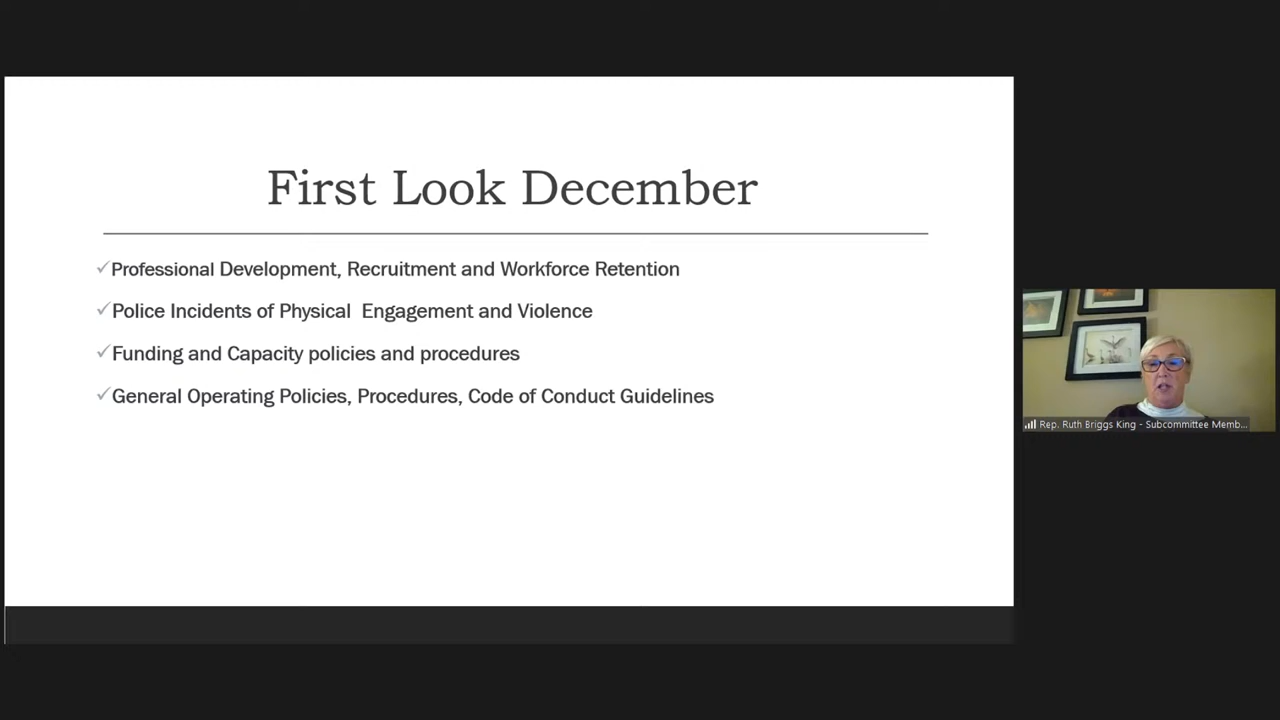 First Look December
✓Professional Development, Recruitment and Workforce Retention
✓Police Incidents of Physical  Engagement and Violence
✓Funding and Capacity policies and procedures
✓General Operating Policies, Procedures, Code of Conduct Guidelines
Rep. Ruth Briggs King - Subcommittee Memb...